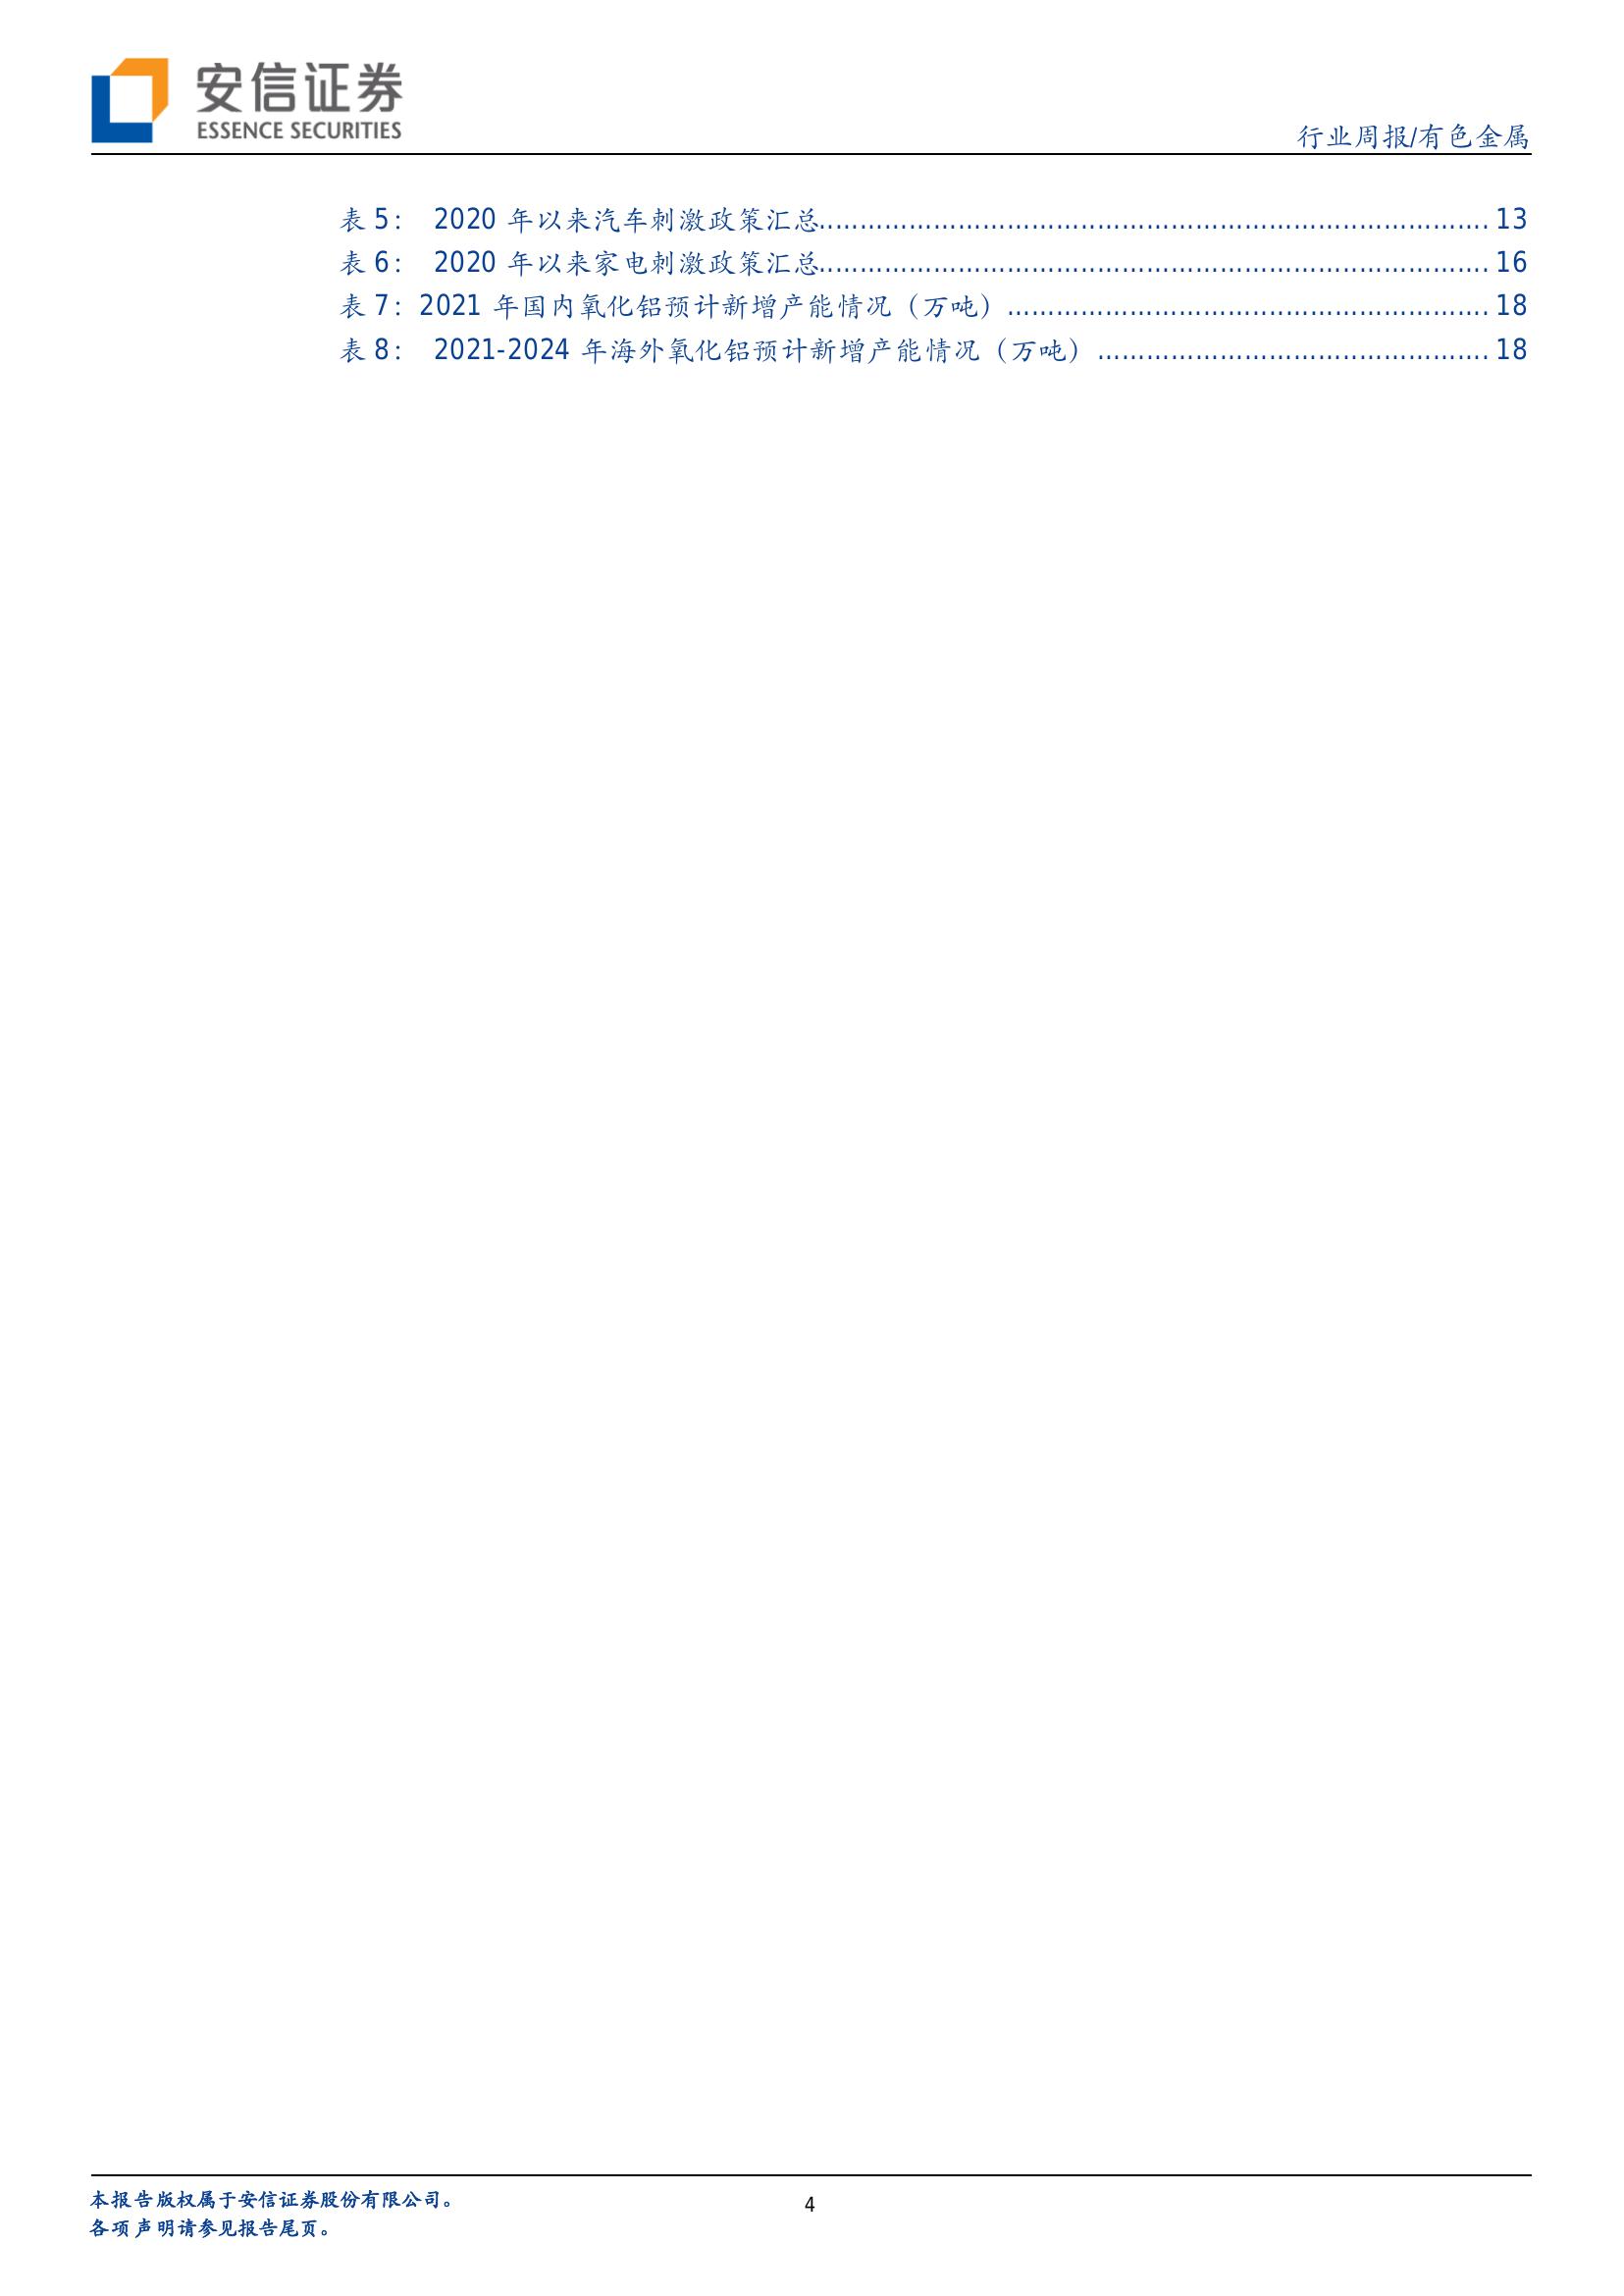 安信证券
ESSENCE SECURITIES
行业周报/有色金属
表 5： 2020 年以来汽车刺激政策汇总........................................................................ 13
表 6： 2020 年以来家电刺激政策汇总........................................................................ 16
表 7：2021 年国内氧化铝预计新增产能情况（万吨）.................................................... 18
表 8： 2021-2024 年海外氧化铝预计新增产能情况（万吨）.......................................... 18
本报告版权属于安信证券股份有限公司。
4
各项声明请参见报告尾页。